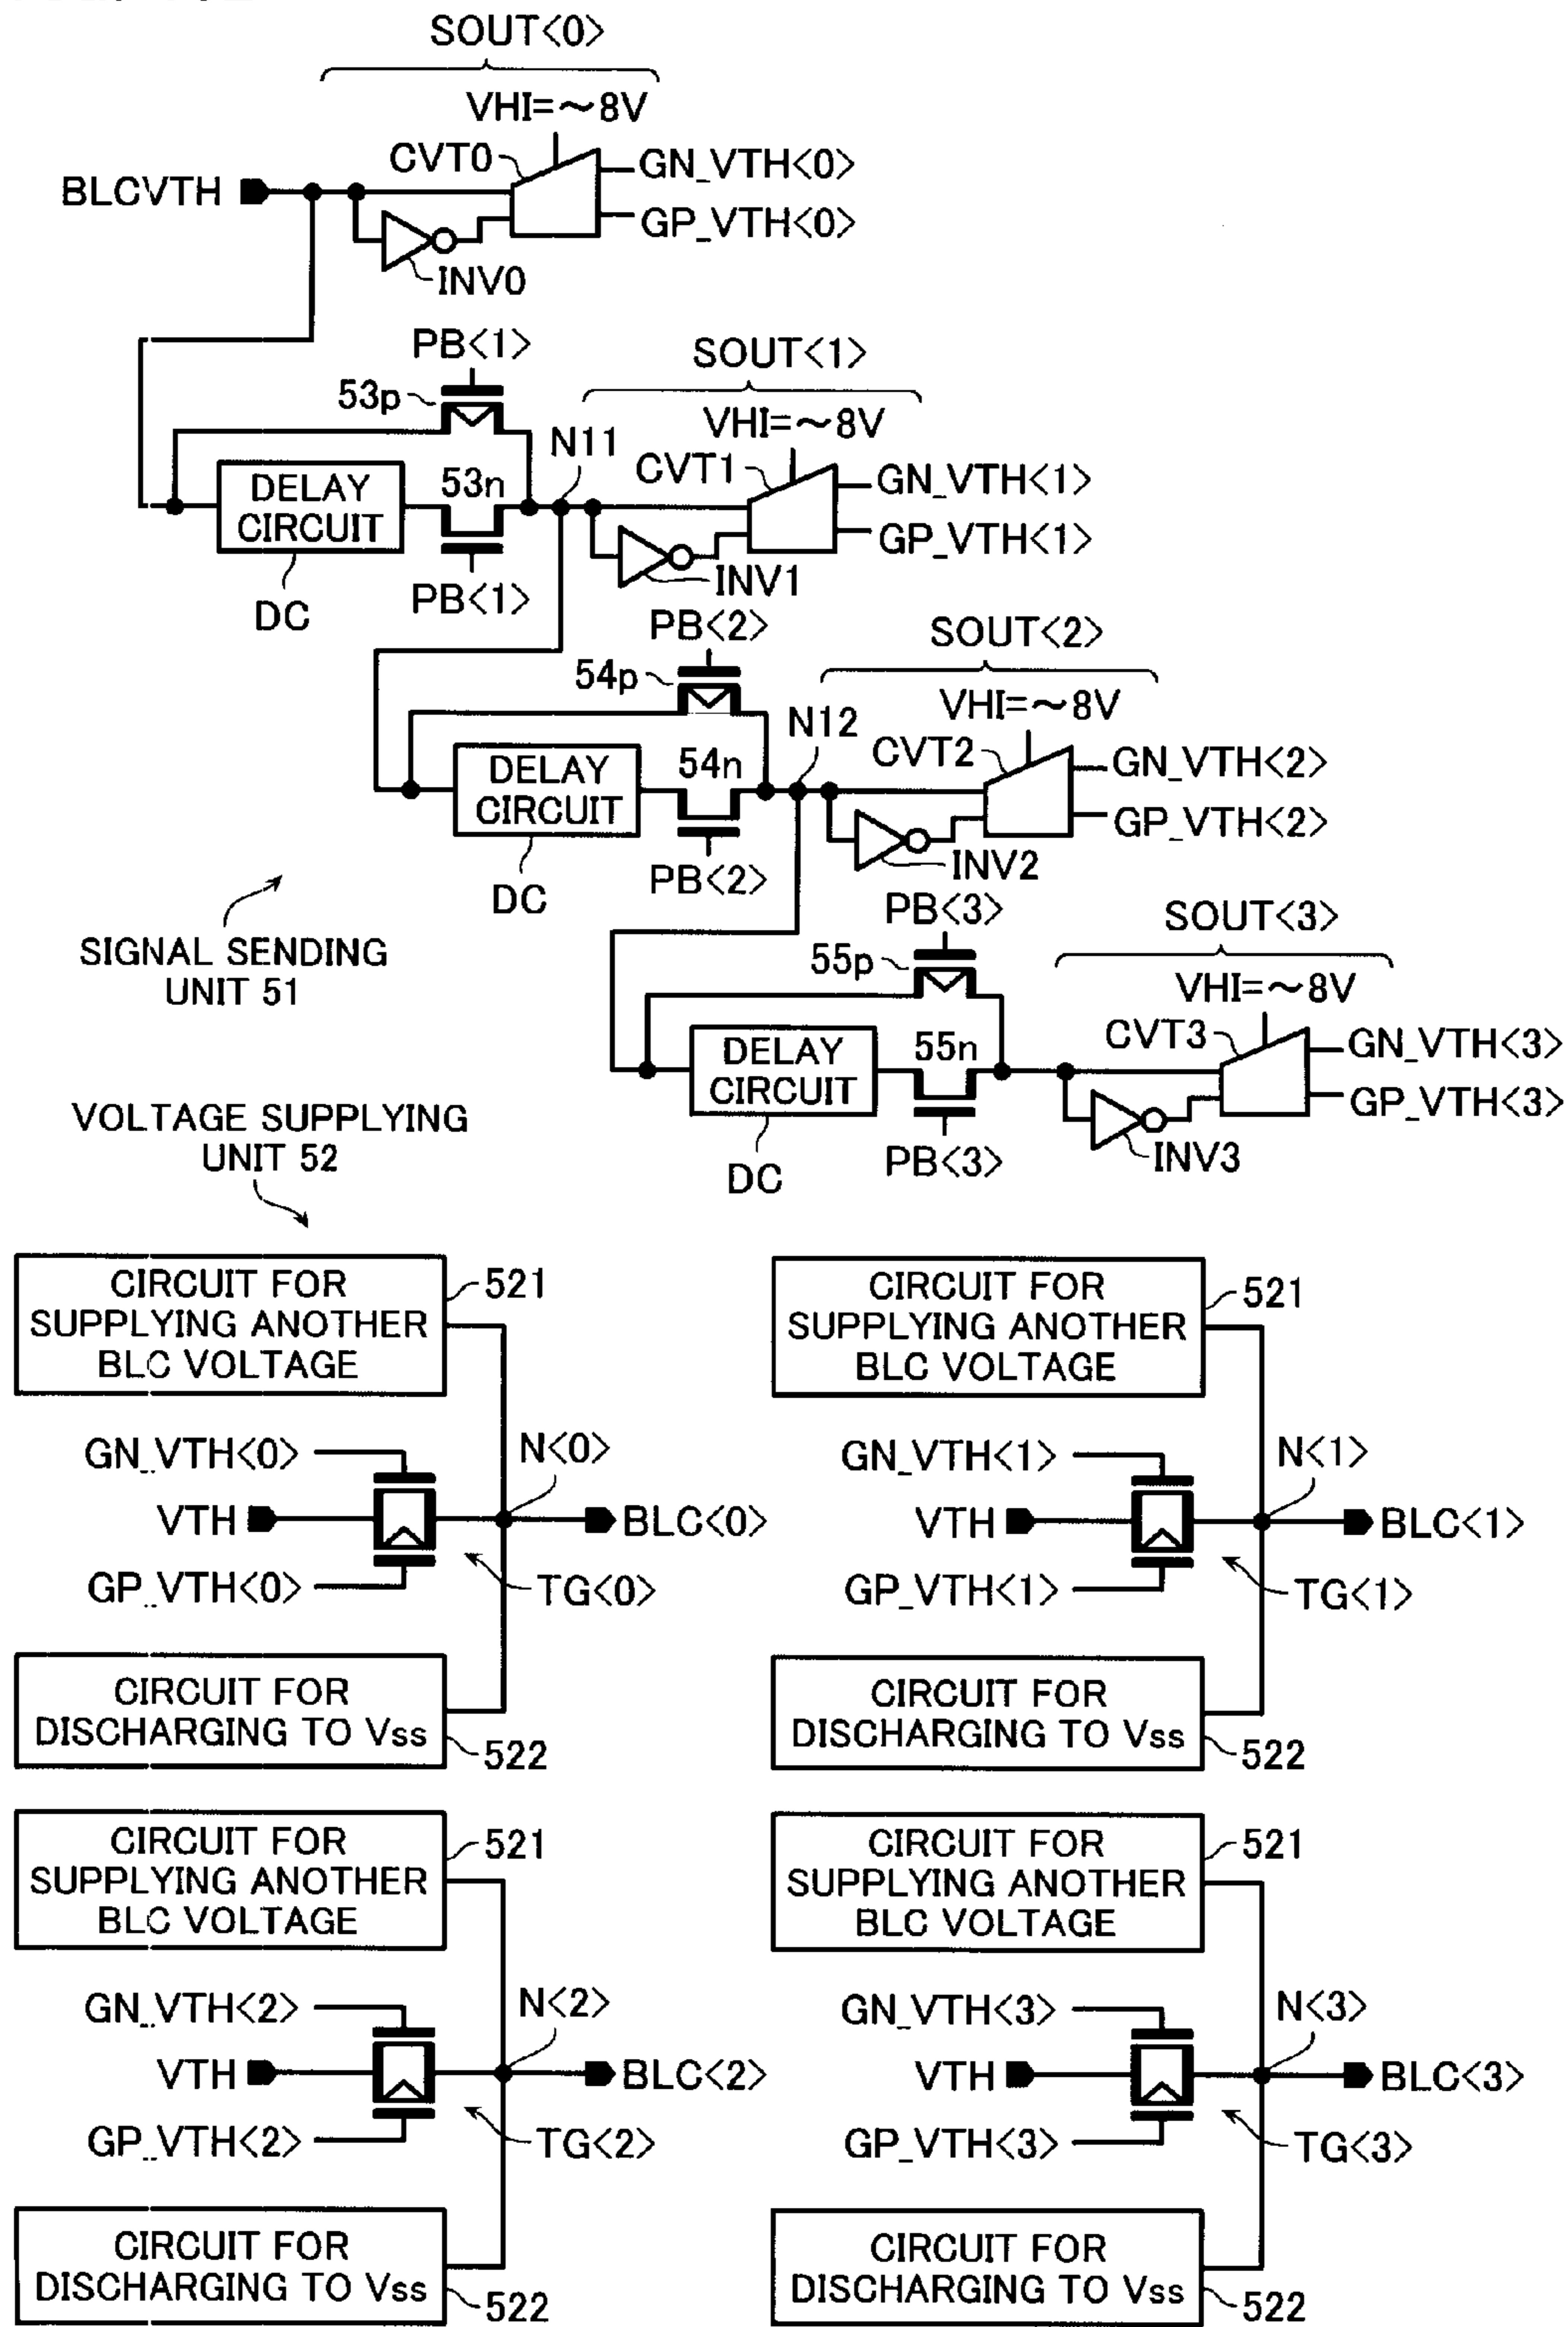 SOUT<0>
VHI=~8V
CVT0
GN_VTH<0>
BLCVTH
GP_VTH<0>
INV0
PB<1>
SOUT<1>
53p
VHI=~8V
N11
CVT1
GN_VTH<1>
DELAY
CIRCUIT
53n
GP_VTH<1>
DC
PB<1>
INV1
PB<2>
SOUT<2>
54p
VHI=~8V
N12
CVT2
GN_VTH<2>
DELAY
CIRCUIT
54n
GP_VTH<2>
DC
PB<2>
INV2
PB<3>
SOUT<3>
SIGNAL SENDING
UNIT 51
55p
VHI=~8V
CVT3
GN_VTH<3>
DELAY
CIRCUIT
55n
GP_VTH<3>
DC
PB<3>
INV3
VOLTAGE SUPPLYING
UNIT 52
CIRCUIT FOR
SUPPLYING ANOTHER
BLC VOLTAGE
521
GN_VTH<0>
N<0>
VTH
BLC<0>
GP_VTH<0>
TG<0>
CIRCUIT FOR
DISCHARGING TO Vss
522
CIRCUIT FOR
SUPPLYING ANOTHER
BLC VOLTAGE
521
GN_VTH<1>
N<1>
VTH
BLC<1>
GP_VTH<1>
TG<1>
CIRCUIT FOR
DISCHARGING TO Vss
522
CIRCUIT FOR
SUPPLYING ANOTHER
BLC VOLTAGE
521
GN_VTH<2>
N<2>
VTH
BLC<2>
GP_VTH<2>
TG<2>
CIRCUIT FOR
DISCHARGING TO Vss
522
CIRCUIT FOR
SUPPLYING ANOTHER
BLC VOLTAGE
521
GN_VTH<3>
N<3>
VTH
BLC<3>
GP_VTH<3>
TG<3>
CIRCUIT FOR
DISCHARGING TO Vss
522